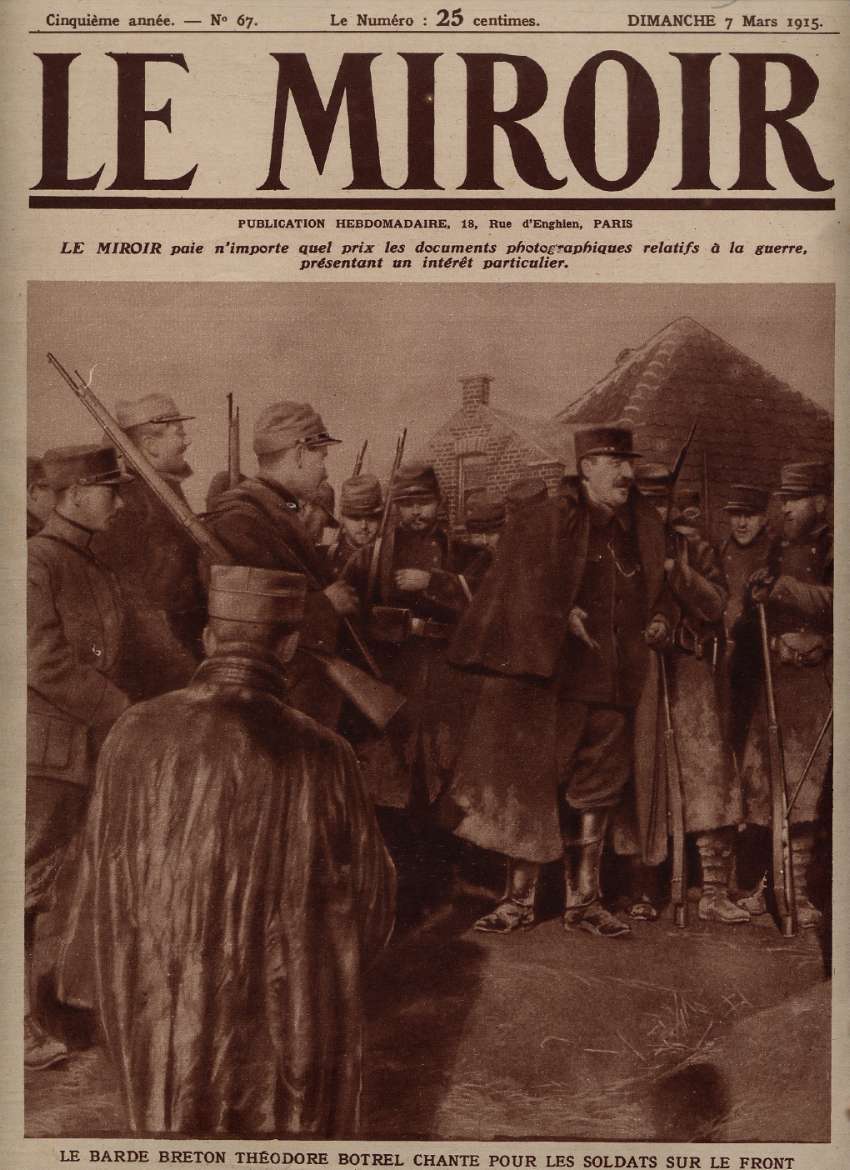 Cinquième année. — Nº 67. Le Numéro : 25 centimes. DIMANCHE 7 Mars 1915.
LE MIROIR
PUBLICATION HEBDOMADAIRE, 18, Rue d'Enghien, PARIS
LE MIROIR paie n'importe quel prix les documents photographiques relatifs à la guerre,
présentant un intérêt particulier.
LE BARDE BRETON THÉODORE BOTREL CHANTE POUR LES SOLDATS SUR LE FRONT